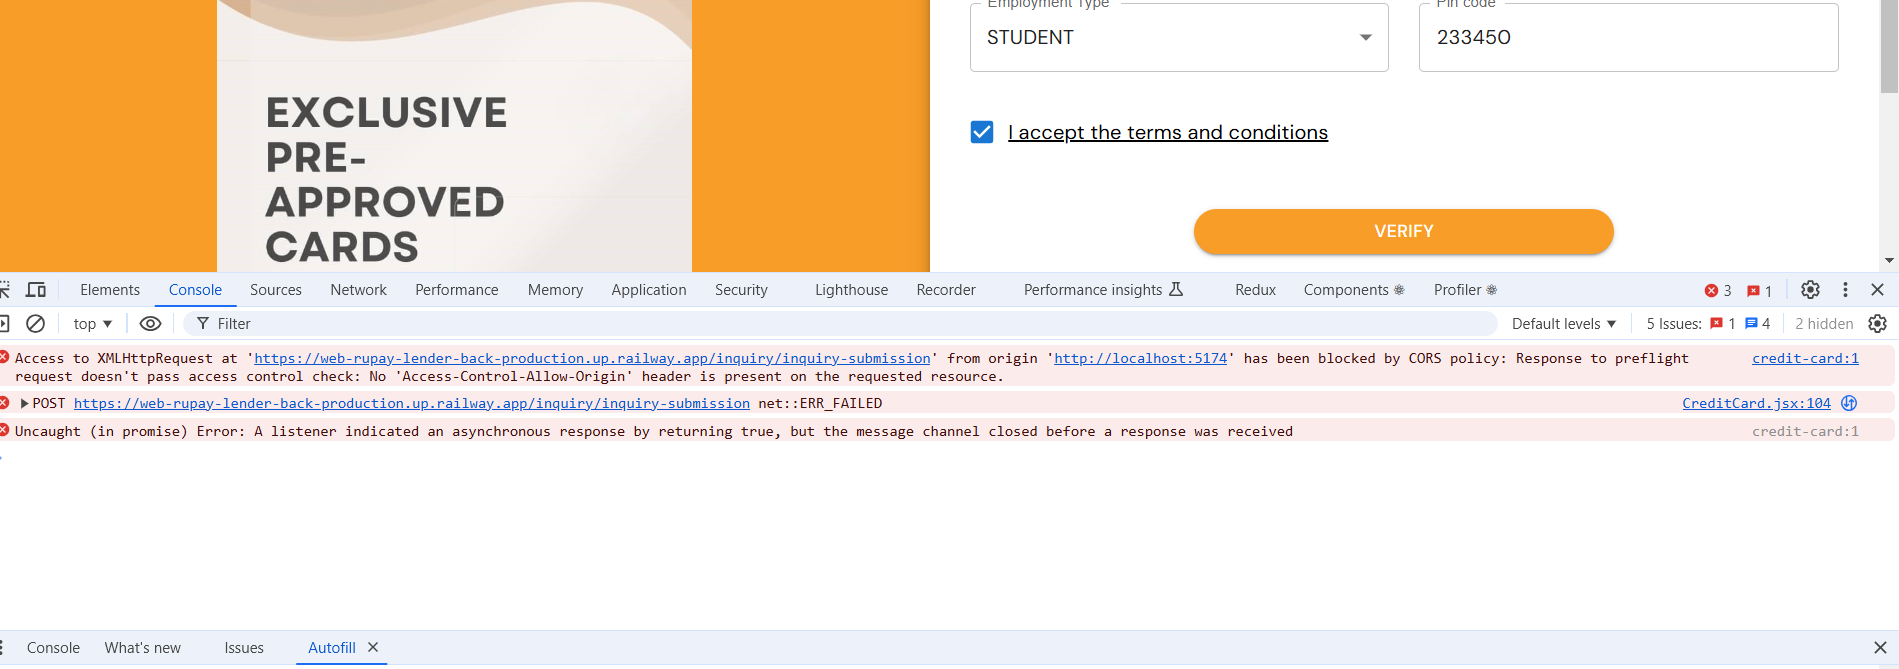 Employment Type
Pin code
STUDENT
233450
EXCLUSIVE
PRE-
APPROVED
CARDS
I accept the terms and conditions
VERIFY
Elements Console Sources Network Performance Memory Application Security Lighthouse Recorder Performance insights Redux Components Profiler 3 1
top Filter Default levels 5 Issues: 1 4 2 hidden
Access to XMLHttpRequest at 'https://web-rupay-lender-back-production.up.railway.app/inquiry/inquiry-submission' from origin 'http://localhost:5174' has been blocked by CORS policy: Response to preflight credit-card:1
request doesn't pass access control check: No 'Access-Control-Allow-Origin' header is present on the requested resource.
POST https://web-rupay-lender-back-production.up.railway.app/inquiry/inquiry-submission net::ERR_FAILED CreditCard.jsx:104
Uncaught (in promise) Error: A listener indicated an asynchronous response by returning true, but the message channel closed before a response was received credit-card:1
Console What's new Issues Autofill